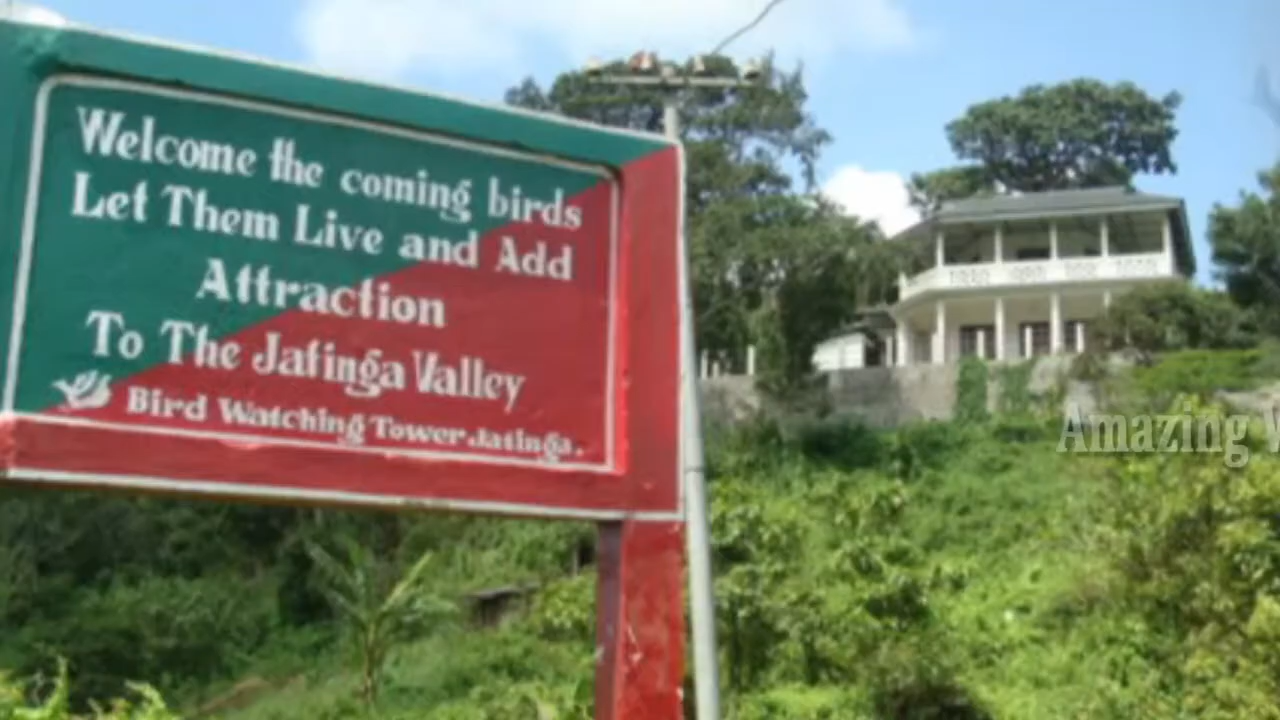 Welcome the coming birds
Let Them Live and Add
Attraction
To The Jatinga Valley
Bird Watching Tower Jatinga.
Amazing W